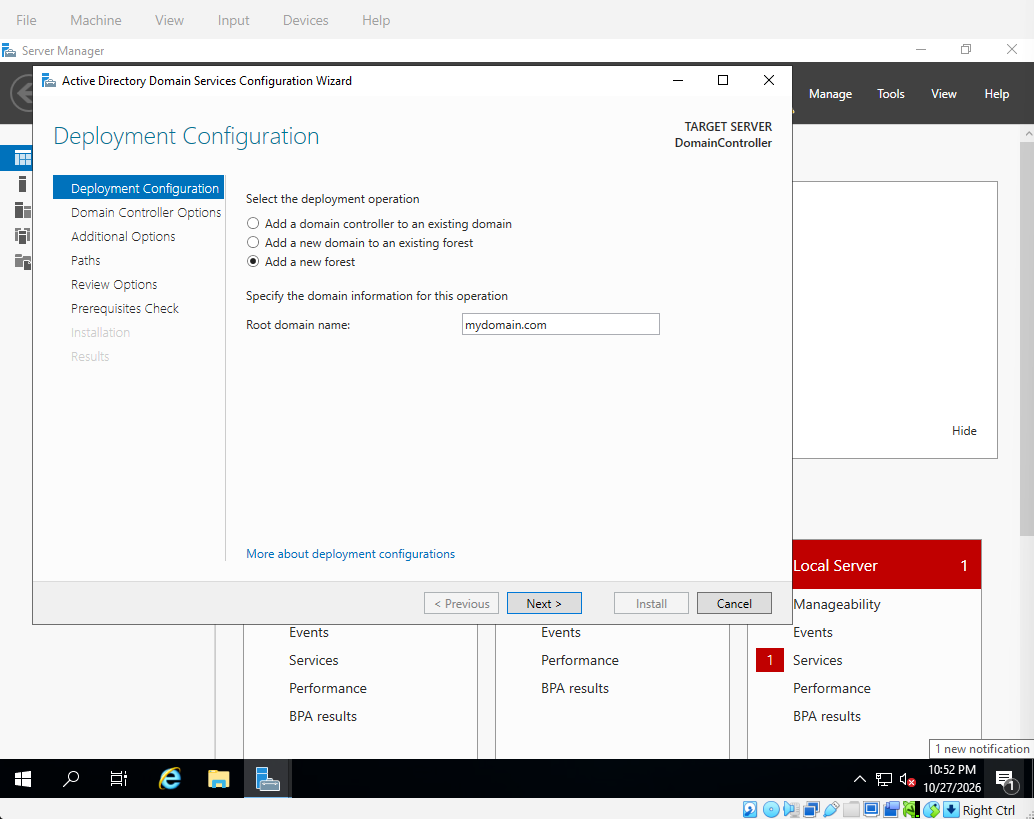 File Machine View Input Devices Help
Server Manager
Active Directory Domain Services Configuration Wizard
Manage Tools View Help
Deployment Configuration
TARGET SERVER
DomainController
Deployment Configuration
Domain Controller Options
Additional Options
Paths
Review Options
Prerequisites Check
Installation
Results
Select the deployment operation
Add a domain controller to an existing domain
Add a new domain to an existing forest
Add a new forest
Specify the domain information for this operation
Root domain name: mydomain.com
More about deployment configurations
< Previous Next > Install Cancel
Hide
Local Server 1
Manageability
Events Events Events
Services Performance 1 Services
Performance BPA results Performance
BPA results BPA results
1 new notification
10:52 PM
10/27/2026
1
Right Ctrl